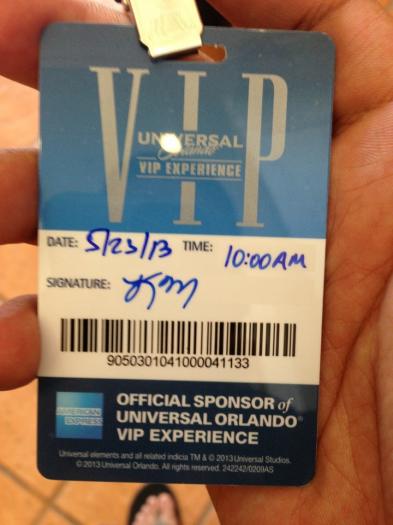 VIP
UNIVERSAL
Orlando
VIP EXPERIENCE
DATE: 5/23/13 TIME: 10:00AM
SIGNATURE:
9050301041000041133
AMERICAN
EXPRESS
OFFICIAL SPONSOR of
UNIVERSAL ORLANDO®
VIP EXPERIENCE
Universal elements and all related indicia TM & © 2013 Universal Studios.
© 2013 Universal Orlando. All rights reserved. 242242/0209AS